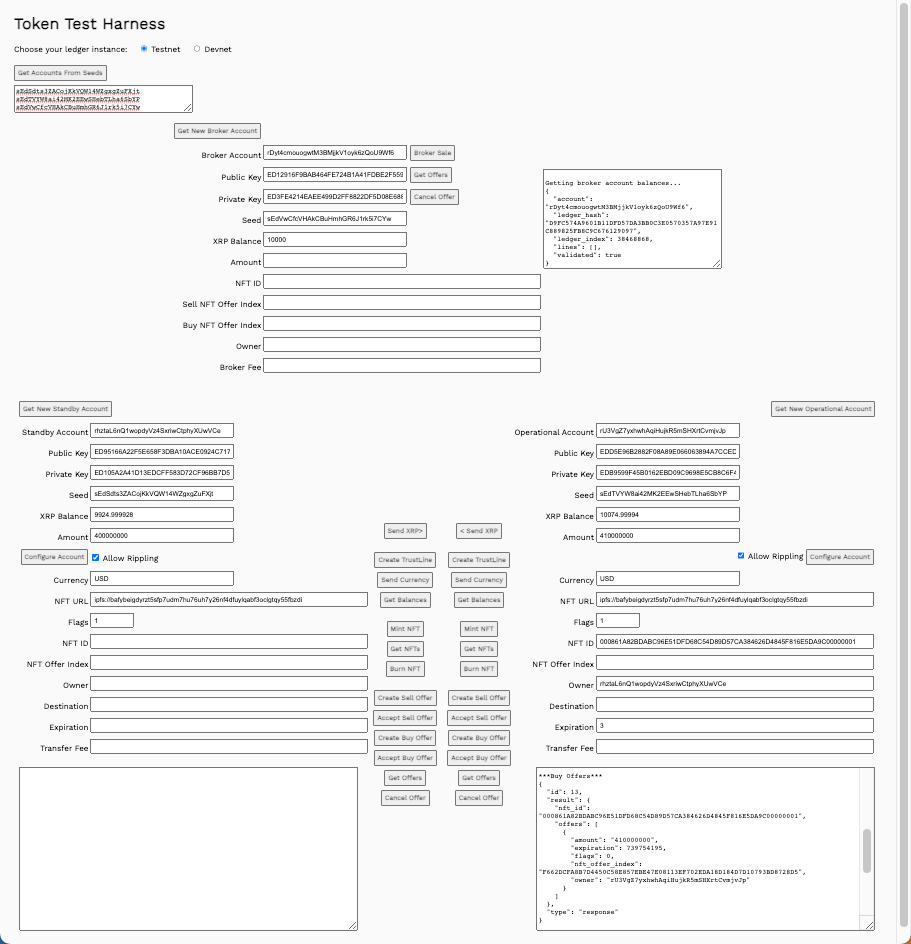 Token Test Harness
Choose your ledger instance: Testnet Devnet
Get Accounts From Seeds
sEdSdts3ZACojKkVQW14WZgxgZuFXjt
sEdTVYW8ai42MK2EEwSHebTLha6SbYP
sEdVwCfcVHAkCBuHmhGR6J1rk5i7CYw
Get New Broker Account
Broker Account rDyt4cmouogwtM3BMjjkV1oyk6zQoU9Wf6 Broker Sale
Public Key ED12916F9BAB464FE724B1A41FDBE2F559 Get Offers
Private Key ED3FE4214EAEE499D2FF8822DF5D08E686 Cancel Offer
Seed sEdVwCfcVHAkCBuHmhGR6J1rk5i7CYw
XRP Balance 10000
Amount
NFT ID
Sell NFT Offer Index
Buy NFT Offer Index
Owner
Broker Fee
Getting broker account balances...
{
"account":
"rDyt4cmouogwtM3BMjjkV1oyk6zQoU9Wf6",
"ledger_hash":
"D9FC574A9601B11DFD57DA3BB0C3E0570357A97E91
C889825FB8C9C676129097",
"ledger_index": 38468868,
"lines": [],
"validated": true
}
Get New Standby Account
Standby Account rhztaL6nQ1wopdyVz4SxriwCtphyXUwVCe
Public Key ED95166A22F5E658F3DBA10ACE0924C717
Private Key ED105A2A41D13EDCFF583D72CF96BB7D5
Seed sEdSdts3ZACojKkVQW14WZgxgZuFXjt
XRP Balance 9924.999928
Amount 400000000
Configure Account Allow Rippling
Currency USD
NFT URL ipfs://bafybeigdyrzt5sfp7udm7hu76uh7y26nf4dfuylqabf3oclgtqy55fbzdi
Flags 1
NFT ID
NFT Offer Index
Owner
Destination
Expiration
Transfer Fee
Send XRP> < Send XRP
Create TrustLine Create TrustLine
Send Currency Send Currency
Get Balances Get Balances
Mint NFT Mint NFT
Get NFTs Get NFTs
Burn NFT Burn NFT
Create Sell Offer Create Sell Offer
Accept Sell Offer Accept Sell Offer
Create Buy Offer Create Buy Offer
Accept Buy Offer Accept Buy Offer
Get Offers Get Offers
Cancel Offer Cancel Offer
Get New Operational Account
Operational Account rU3VgZ7yxhwhAqiHujkR5mSHXrtCvmjvJp
Public Key EDD5E96B2882F08A89E066063894A7CCED
Private Key EDB9599F45B0162EBD09C9698E5CB8C6F4
Seed sEdTVYW8ai42MK2EEwSHebTLha6SbYP
XRP Balance 10074.99994
Amount 410000000
Allow Rippling Configure Account
Currency USD
NFT URL ipfs://bafybeigdyrzt5sfp7udm7hu76uh7y26nf4dfuylqabf3oclgtqy55fbzdi
Flags 1
NFT ID 000861A82BDABC96E51DFD68C54D89D57CA384626D4845F816E5DA9C00000001
NFT Offer Index
Owner rhztaL6nQ1wopdyVz4SxriwCtphyXUwVCe
Destination
Expiration 3
Transfer Fee
***Buy Offers***
{
"id": 13,
"result": {
"nft_id":
"000861A82BDABC96E51DFD68C54D89D57CA384626D4845F816E5DA9C00000001",
"offers": [
{
"amount": "410000000",
"expiration": 739754195,
"flags": 0,
"nft_offer_index":
"F662DCFA8B7D4450C58E857EBE47E08113EF702EDA18D184D7D10793BD8728D5",
"owner": "rU3VgZ7yxhwhAqiHujkR5mSHXrtCvmjvJp"
}
]
},
"type": "response"
}